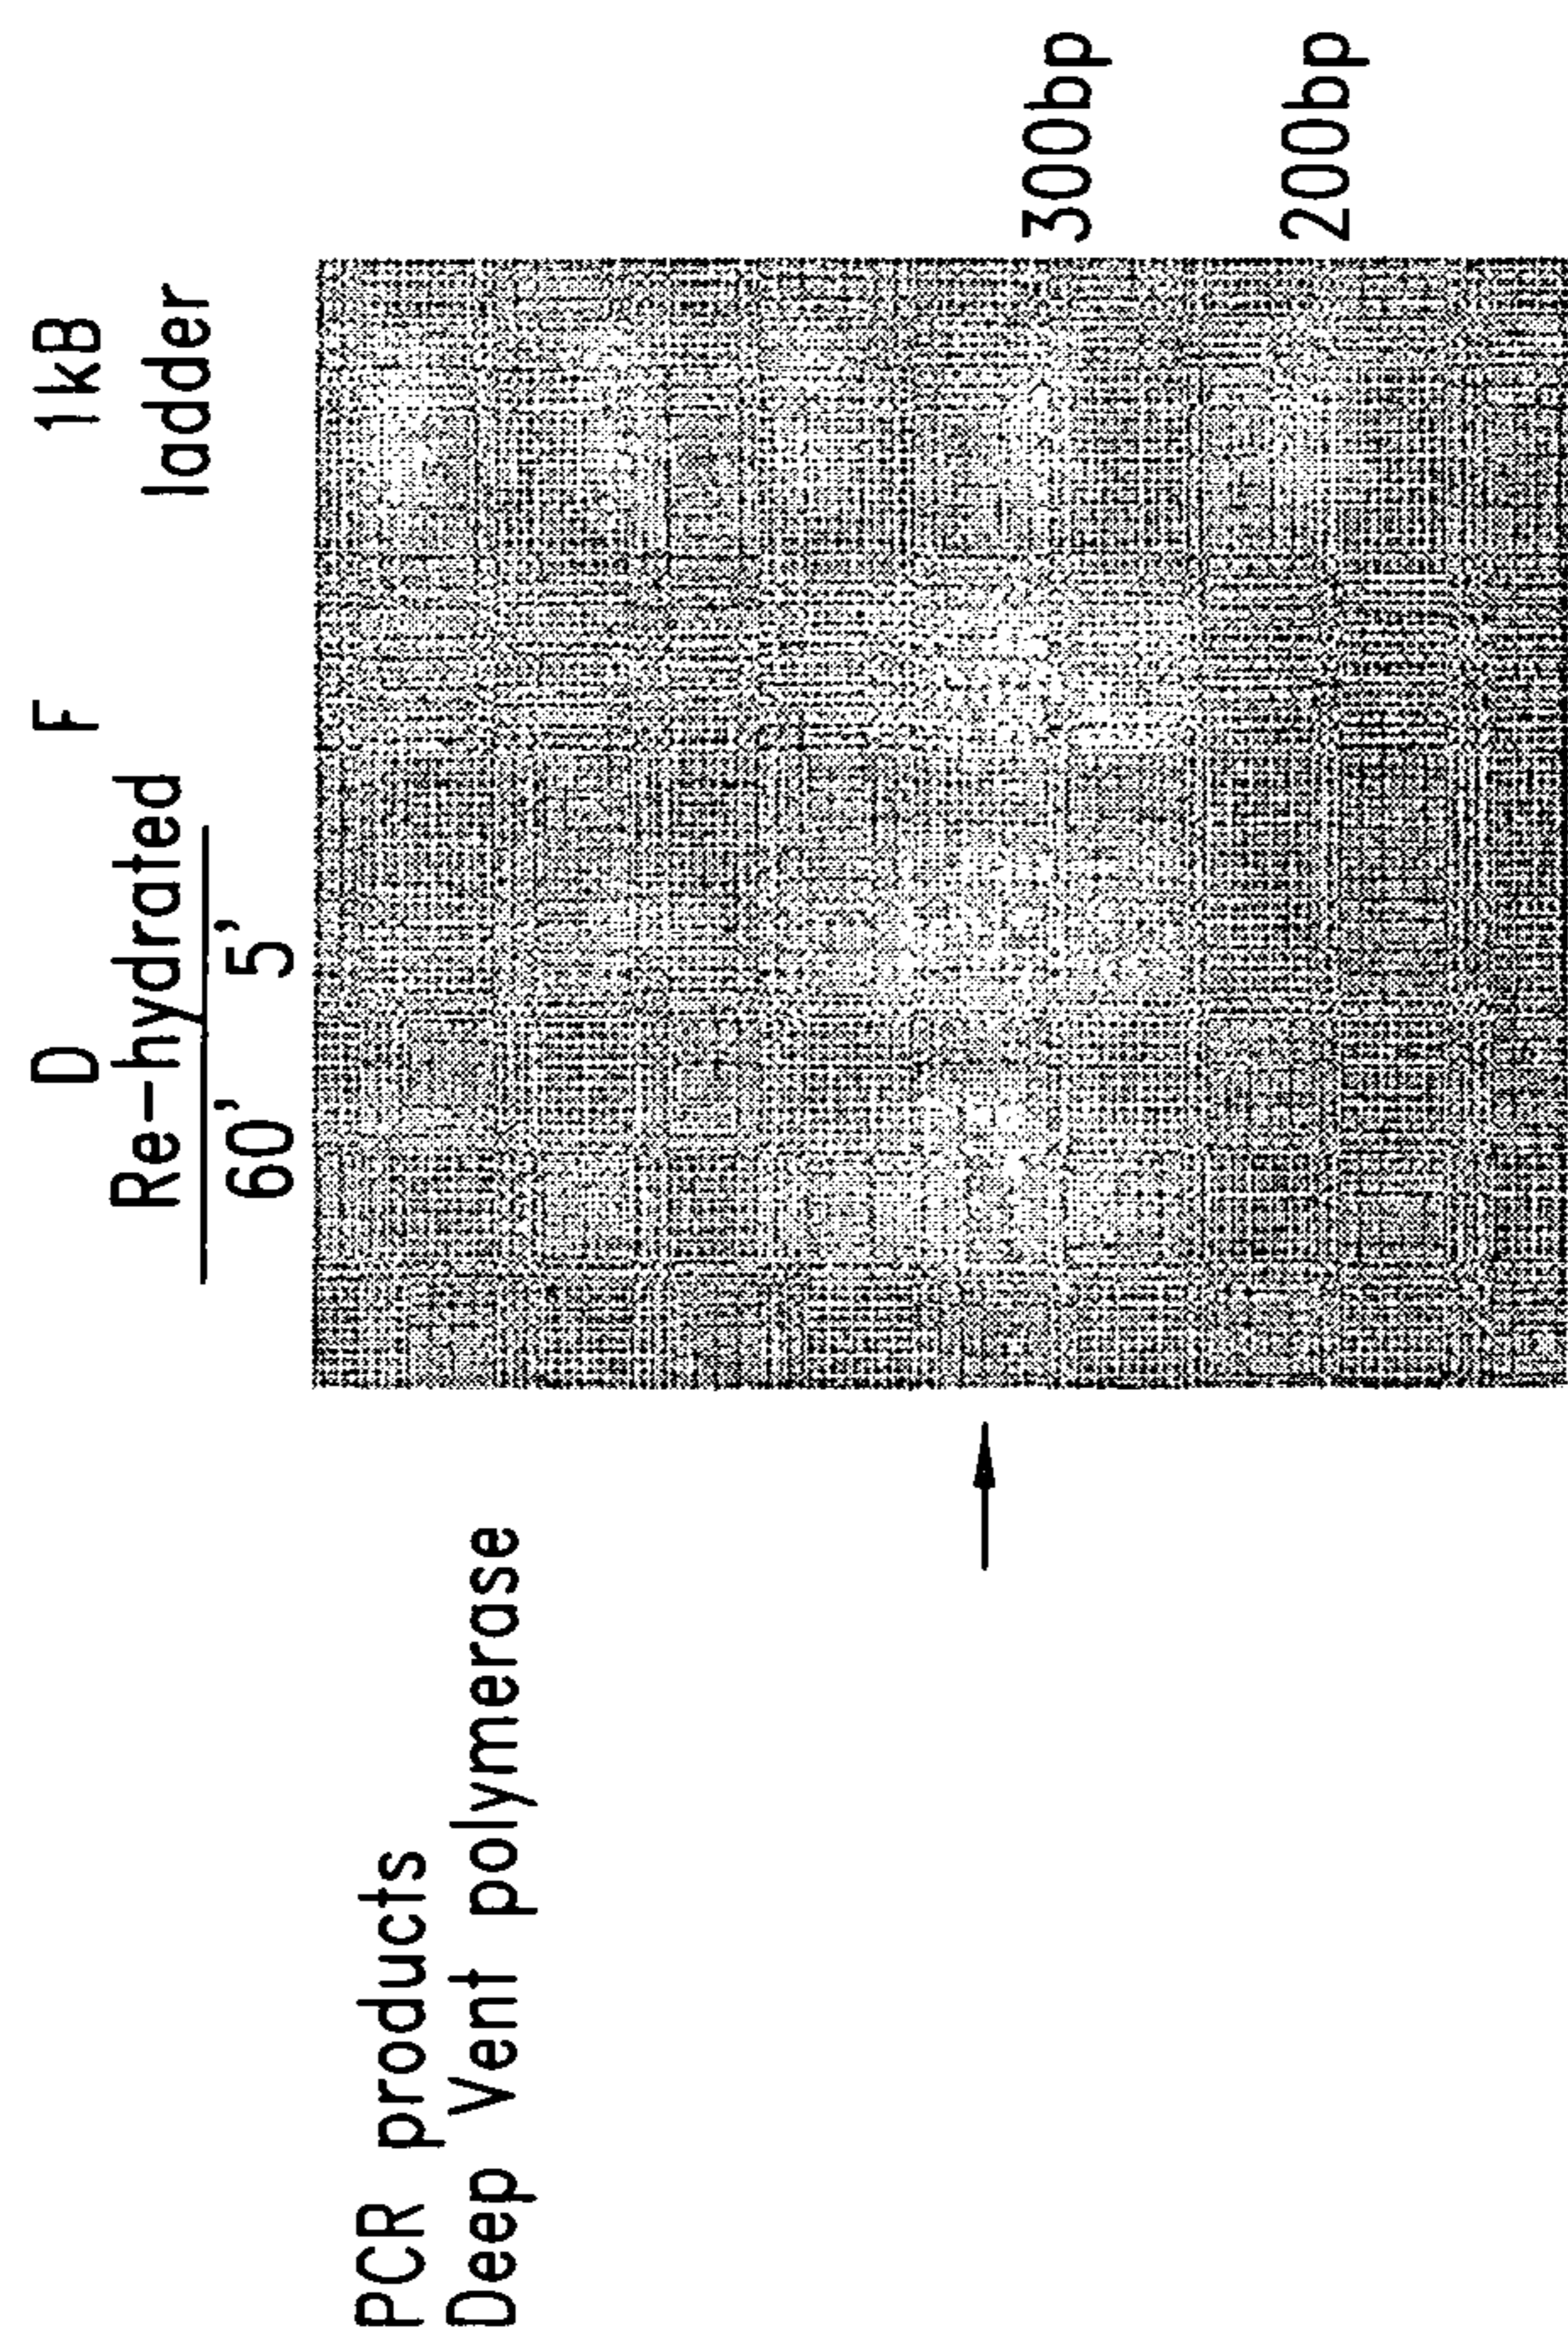 D F 1kB
Re-hydrated ladder
60' 5'
PCR products
Deep Vent polymerase
300bp
200bp